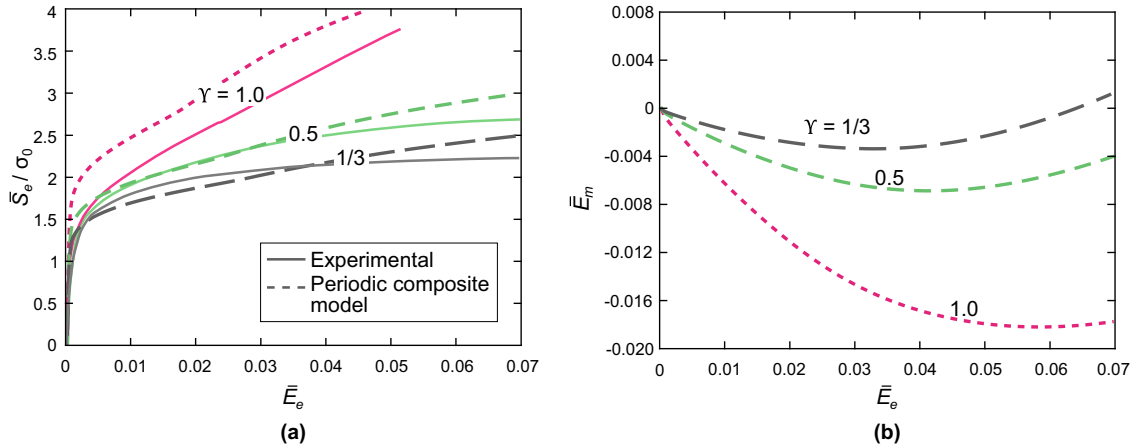 4
3.5
3
2.5
2
1.5
1
0.5
0
S̄e / σ0
ϒ = 1.0
0.5
1/3
Experimental
Periodic composite
model
0 0.01 0.02 0.03 0.04 0.05 0.06 0.07
Ēe
(a)
0.008
0.004
0
-0.004
-0.008
-0.012
-0.016
-0.020
Ēm
ϒ = 1/3
0.5
1.0
0 0.01 0.02 0.03 0.04 0.05 0.06 0.07
Ēe
(b)